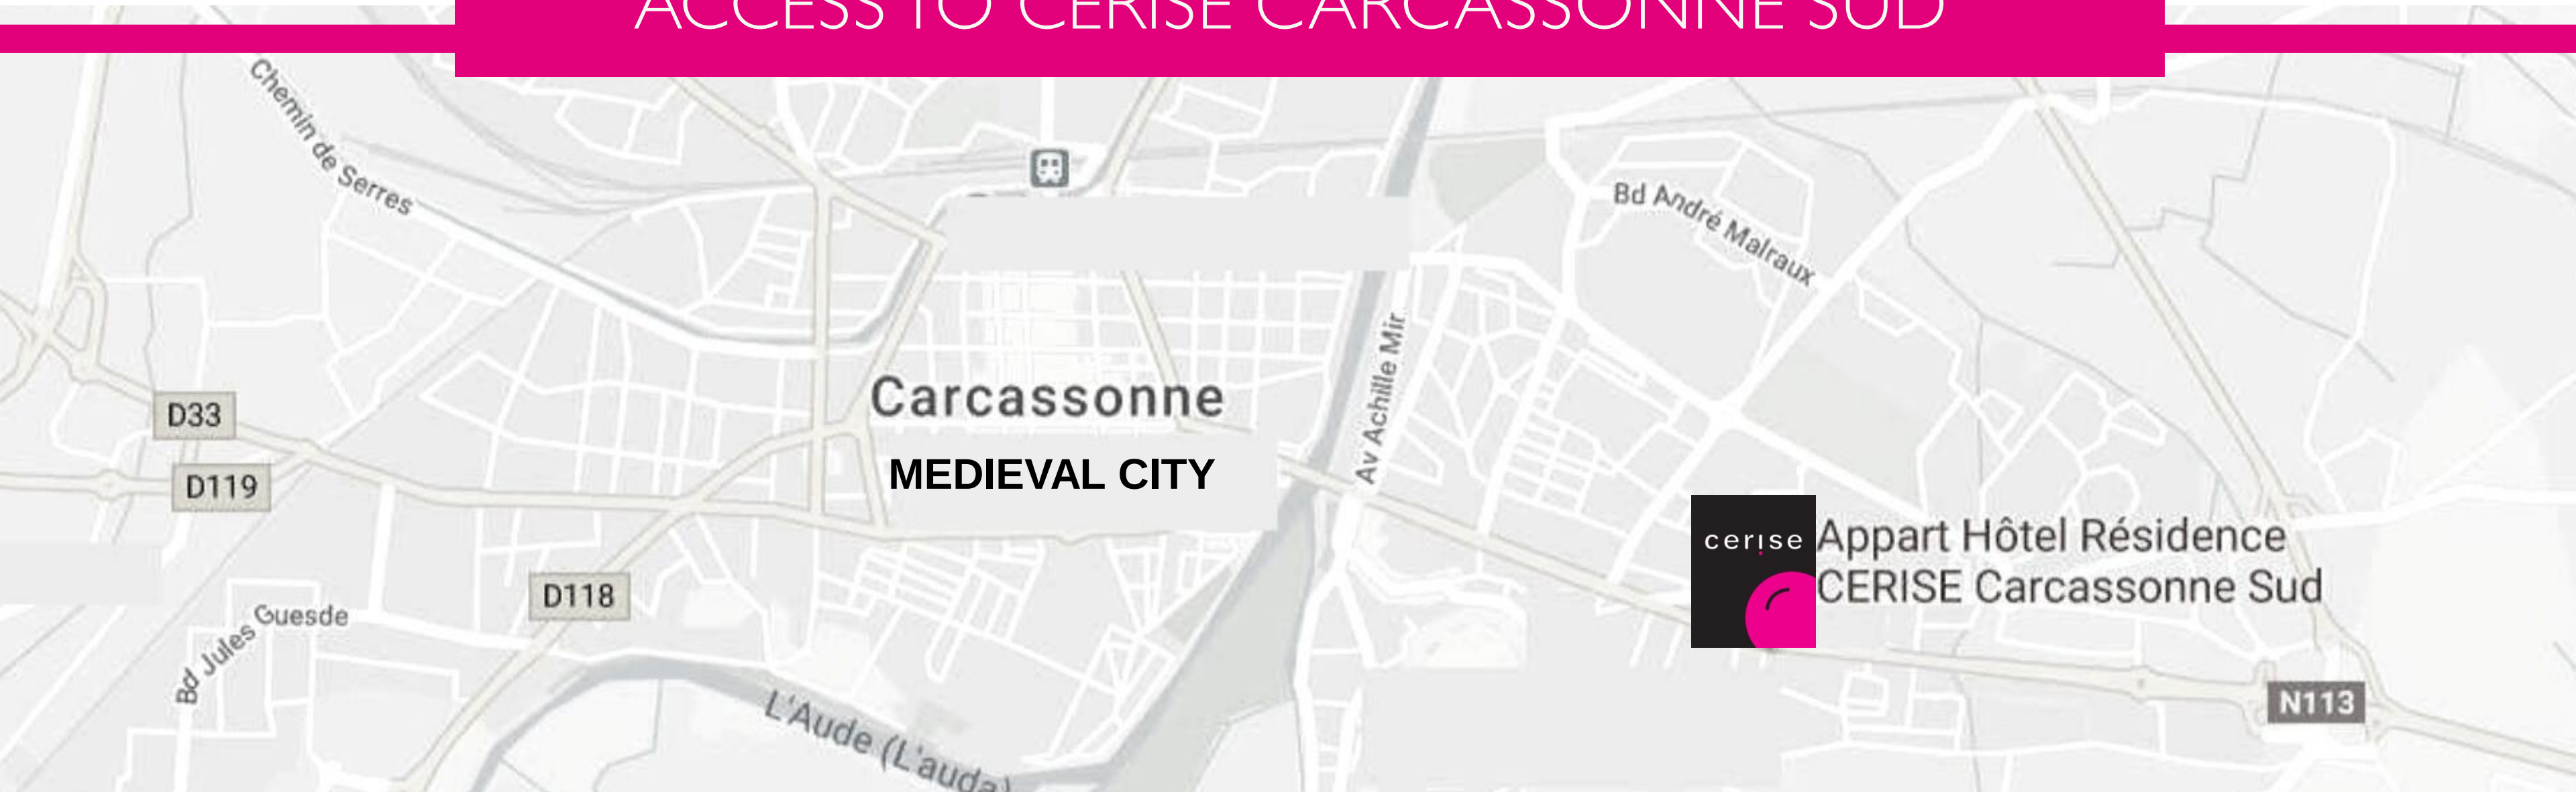 ACCESS TO CERISE CARCASSONNE SUD
Chemin de Serres
Bd André Malraux
Av Achille Mir
Carcassonne
D33
MEDIEVAL CITY
D119
cerise
Appart Hôtel Résidence
CERISE Carcassonne Sud
D118
Bd Jules Guesde
N113
L'Aude (L'auda)